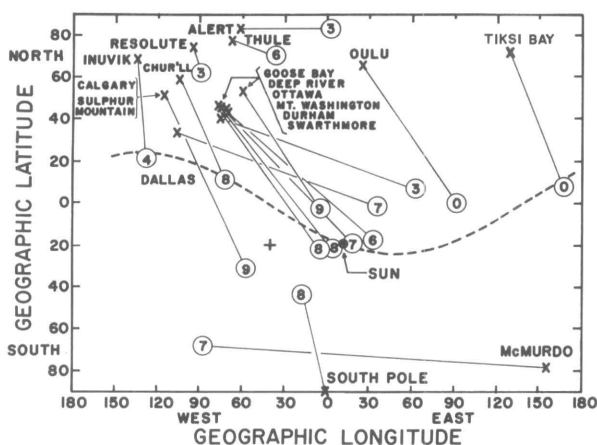 ALERT
3
NORTH 80
RESOLUTE
THULE
OULU
TIKSI BAY
INUVIK
CHUR'LL
3
6
60
CALGARY
SULPHUR
MOUNTAIN
GOOSE BAY
DEEP RIVER
OTTAWA
MT. WASHINGTON
DURHAM
SWARTHMORE
40
20
4
8
DALLAS
3
0
0
9
7
0
6
7
8
8
20
+
SUN
9
40
8
60
SOUTH
7
McMURDO
80
SOUTH POLE
180 150 120 90 60 30 0 30 60 90 120 150 180
WEST EAST
GEOGRAPHIC LONGITUDE
GEOGRAPHIC LATITUDE